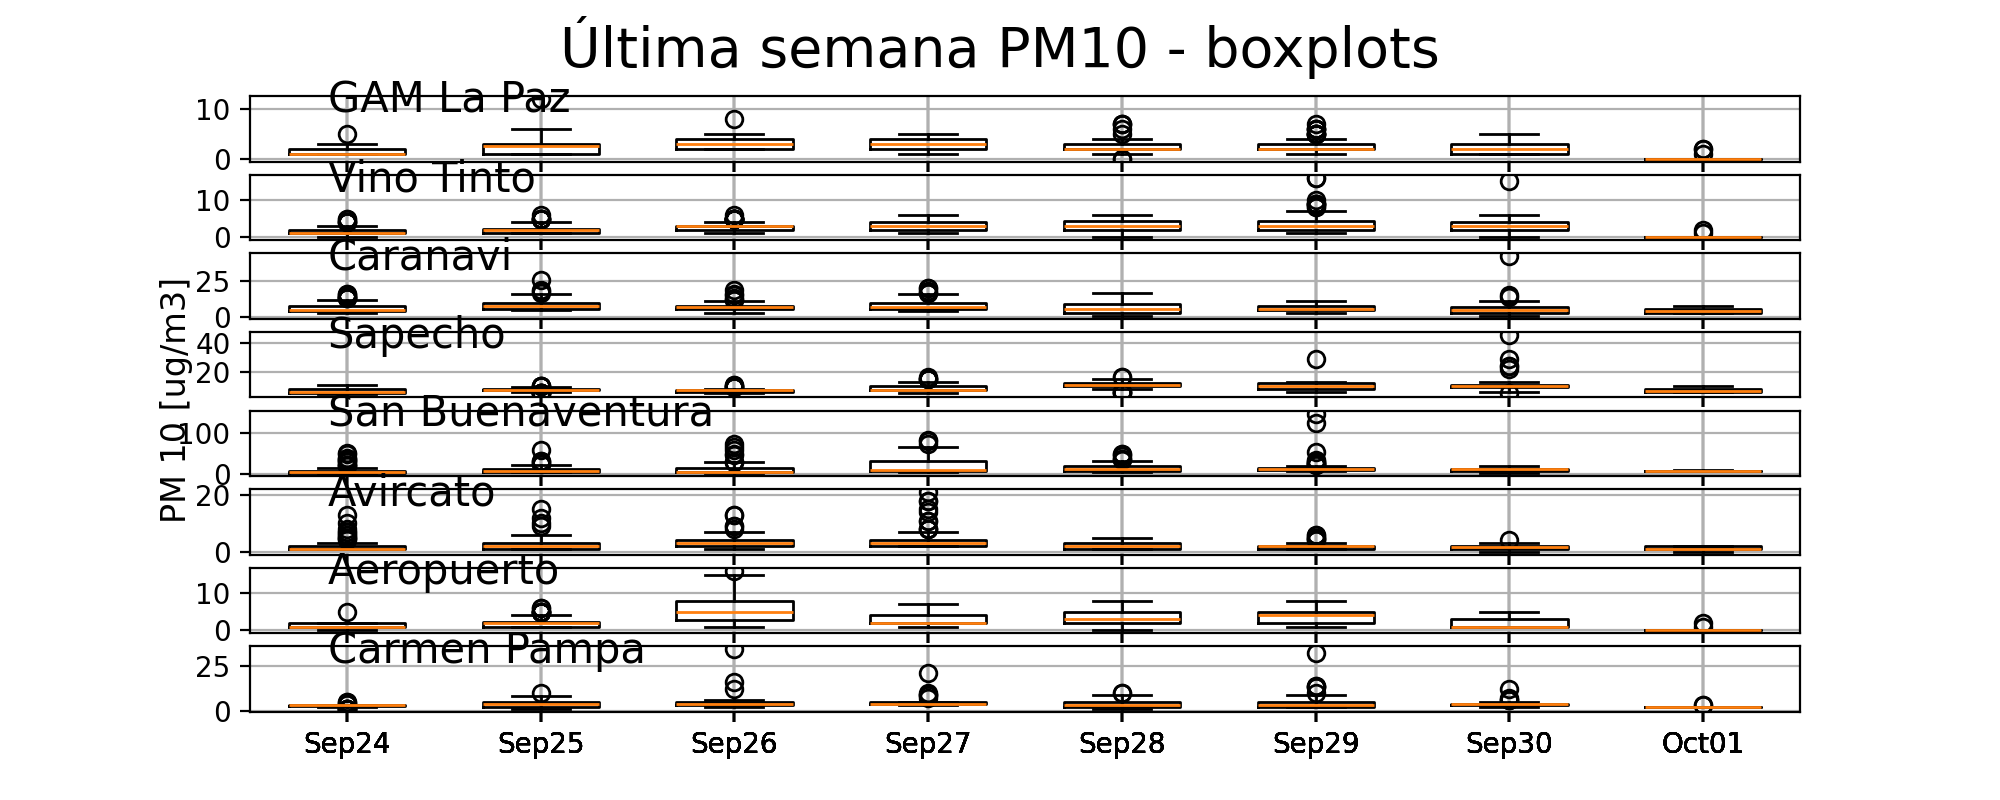 Última semana PM10 - boxplots
GAM La Paz
10
0
Vino Tinto
10
0
Caranavi
25
0
Sapecho
40
20
San Buenaventura
100
0
Avircato
20
0
Aeropuerto
10
0
Carmen Pampa
25
0
PM 10 [ug/m3]
Sep24 Sep25 Sep26 Sep27 Sep28 Sep29 Sep30 Oct01